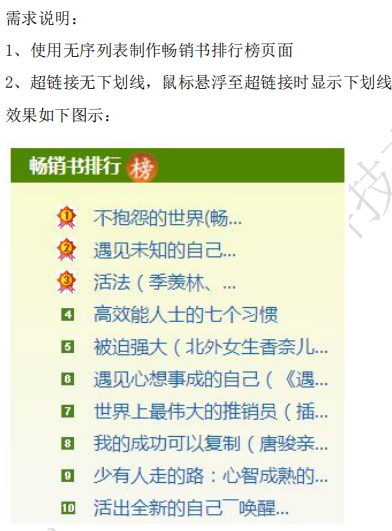 需求说明：
1、使用无序列表制作畅销书排行榜页面
2、超链接无下划线，鼠标悬浮至超链接时显示下划线
效果如下图示：
畅销书排行 榜
1 不抱怨的世界(畅...
2 遇见未知的自己...
3 活法（季羡林、...
4 高效能人士的七个习惯
5 被迫强大（北外女生香奈儿...
6 遇见心想事成的自己（《遇...
7 世界上最伟大的推销员（插...
8 我的成功可以复制（唐骏亲...
9 少有人走的路：心智成熟的...
10 活出全新的自己——唤醒...
技